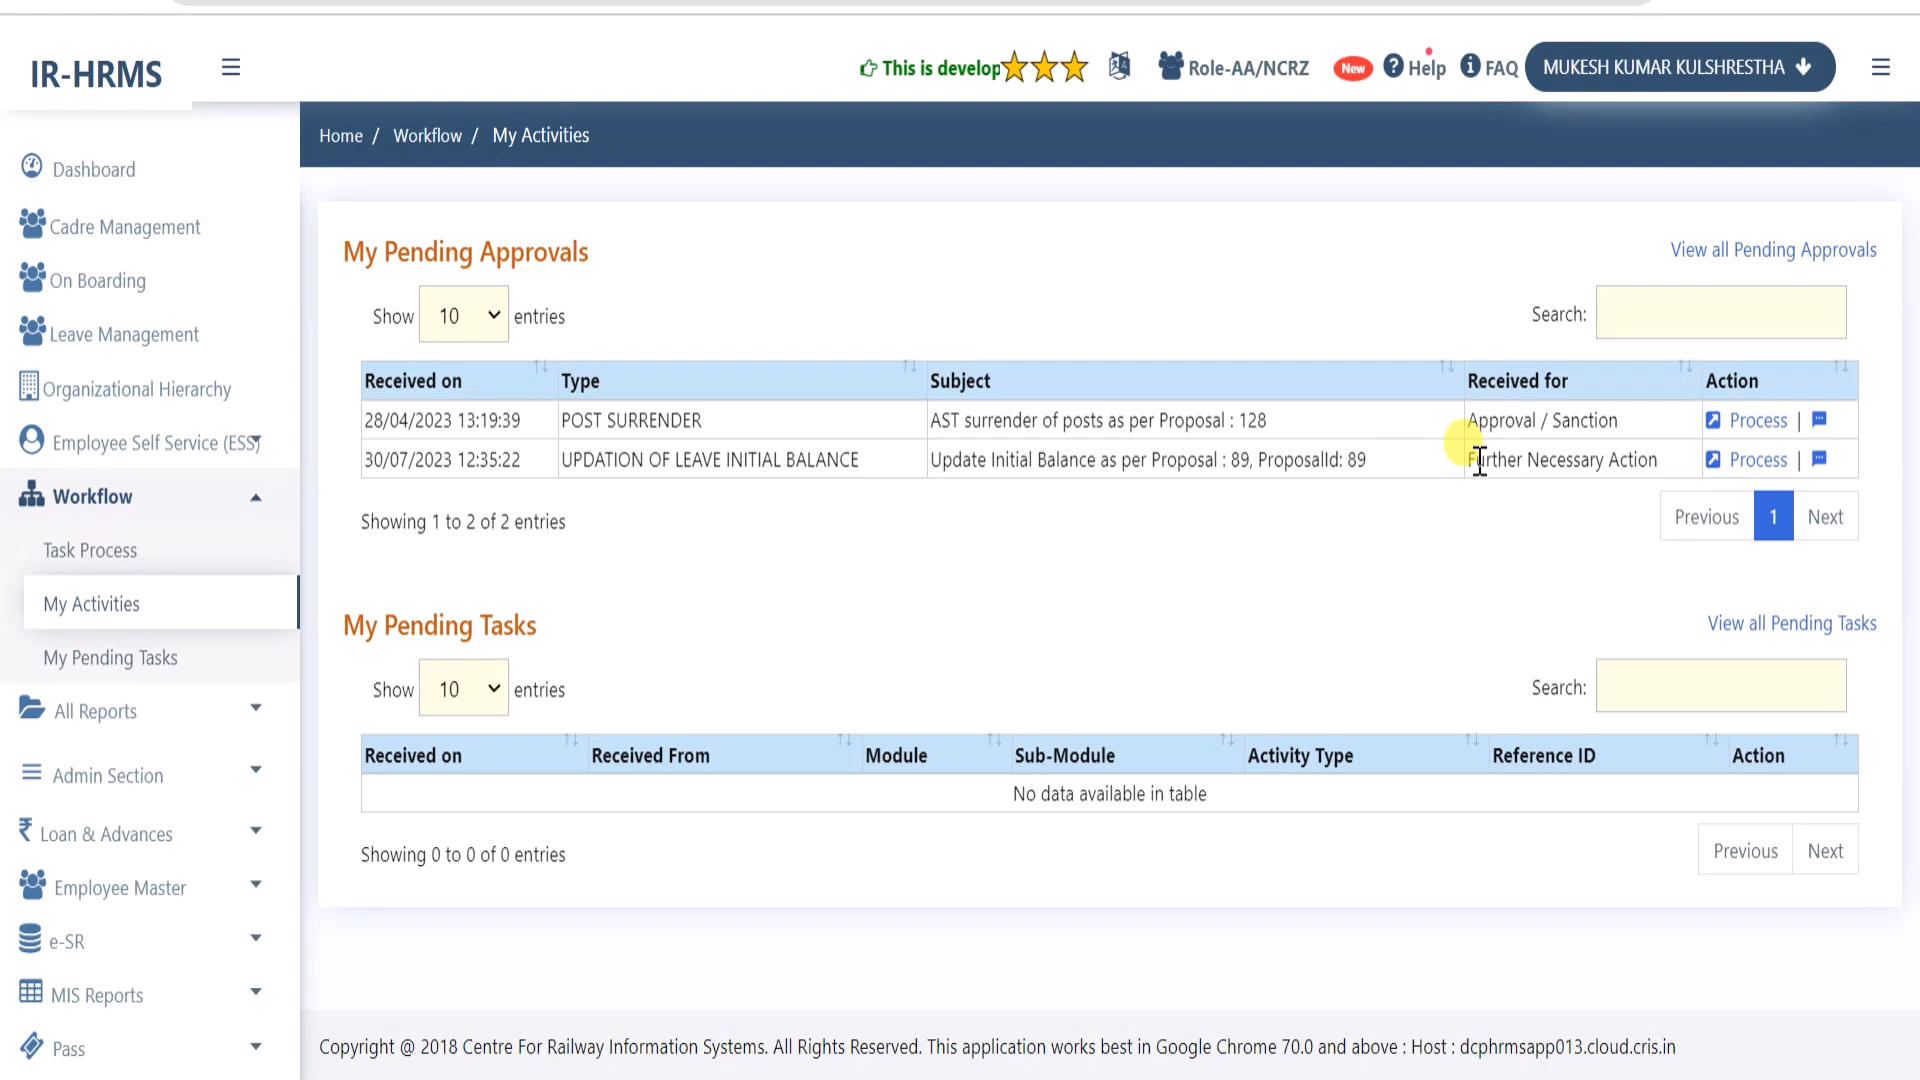 IR-HRMS
This is develop
Role-AA/NCRZ
New
Help
FAQ
MUKESH KUMAR KULSHRESTHA
Home / Workflow / My Activities
Dashboard
Cadre Management
On Boarding
Leave Management
Organizational Hierarchy
Employee Self Service (ESS)
Workflow
Task Process
My Activities
My Pending Tasks
All Reports
Admin Section
Loan & Advances
Employee Master
e-SR
MIS Reports
Pass
My Pending Approvals
View all Pending Approvals
Show 10 entries
Search:
Received on Type Subject Received for Action
28/04/2023 13:19:39 POST SURRENDER AST surrender of posts as per Proposal : 128 Approval / Sanction Process |
30/07/2023 12:35:22 UPDATION OF LEAVE INITIAL BALANCE Update Initial Balance as per Proposal : 89, ProposalId: 89 Further Necessary Action Process |
Showing 1 to 2 of 2 entries
Previous 1 Next
My Pending Tasks
View all Pending Tasks
Show 10 entries
Search:
Received on Received From Module Sub-Module Activity Type Reference ID Action
No data available in table
Showing 0 to 0 of 0 entries
Previous Next
Copyright @ 2018 Centre For Railway Information Systems. All Rights Reserved. This application works best in Google Chrome 70.0 and above : Host : dcphrmsapp013.cloud.cris.in